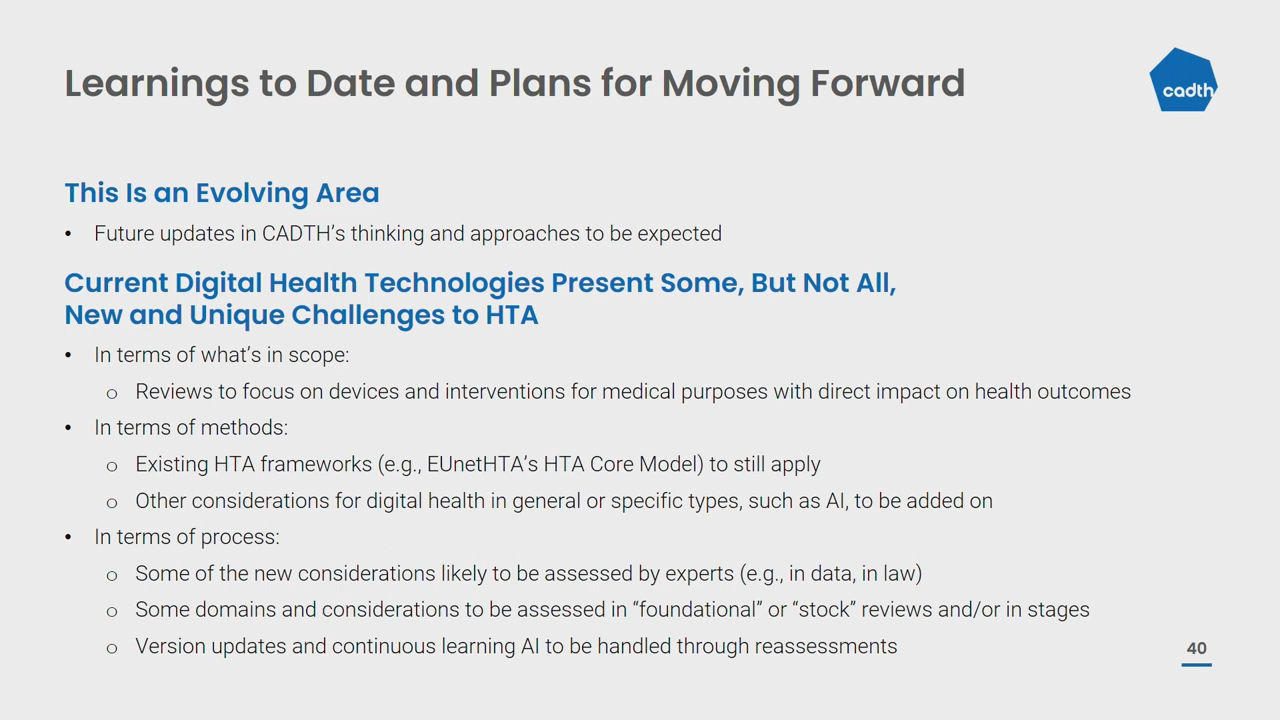 Learnings to Date and Plans for Moving Forward
cadth
This Is an Evolving Area
• Future updates in CADTH’s thinking and approaches to be expected
Current Digital Health Technologies Present Some, But Not All,
New and Unique Challenges to HTA
• In terms of what’s in scope:
o Reviews to focus on devices and interventions for medical purposes with direct impact on health outcomes
• In terms of methods:
o Existing HTA frameworks (e.g., EUnetHTA’s HTA Core Model) to still apply
o Other considerations for digital health in general or specific types, such as AI, to be added on
• In terms of process:
o Some of the new considerations likely to be assessed by experts (e.g., in data, in law)
o Some domains and considerations to be assessed in “foundational” or “stock” reviews and/or in stages
o Version updates and continuous learning AI to be handled through reassessments
40